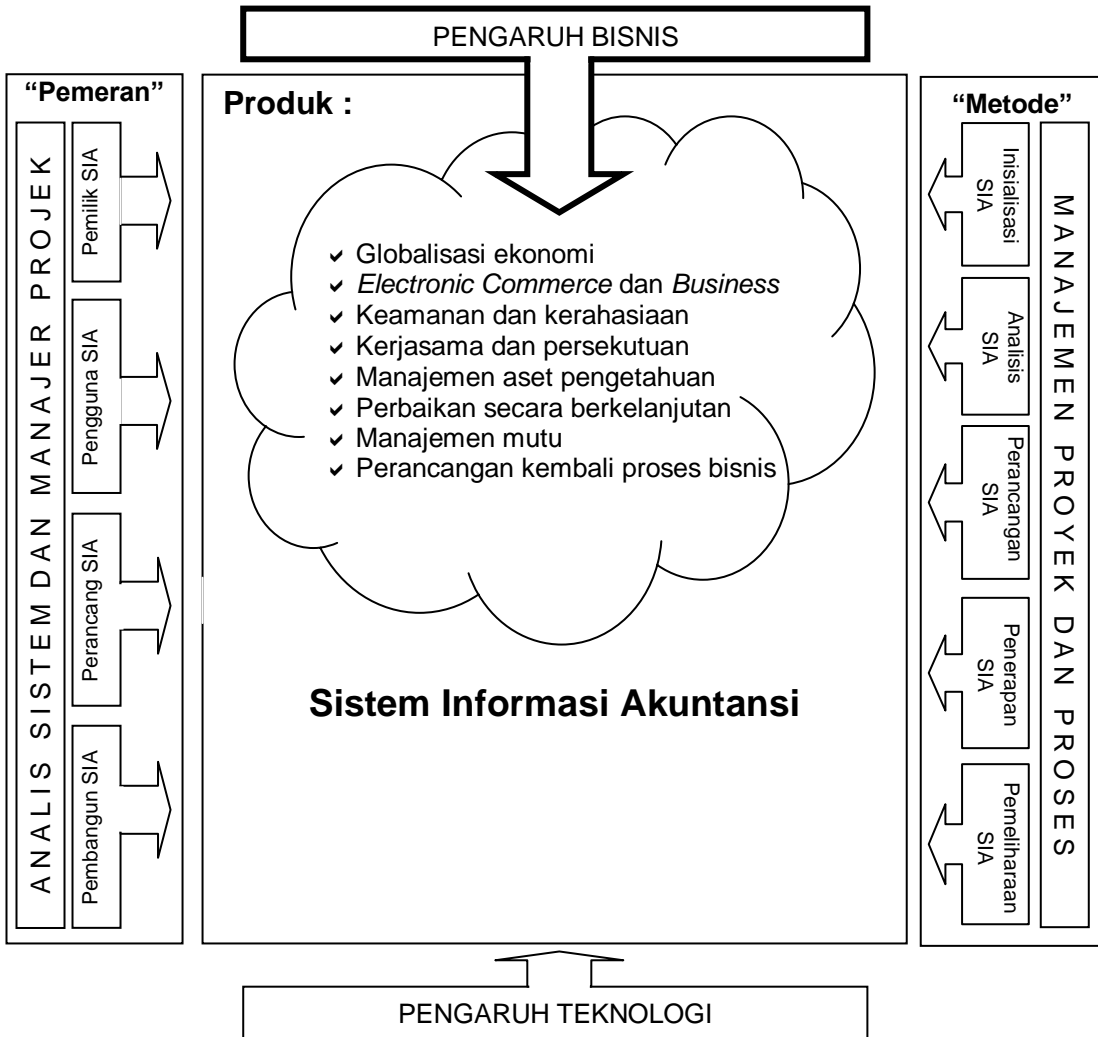 PENGARUH BISNIS
“Pemeran”
ANALIS SISTEM DAN MANAJER PROJEK
Pemilik SIA
Pengguna SIA
Perancang SIA
Pembangun SIA
Produk :
Globalisasi ekonomi
Electronic Commerce dan Business
Keamanan dan kerahasiaan
Kerjasama dan persekutuan
Manajemen aset pengetahuan
Perbaikan secara berkelanjutan
Manajemen mutu
Perancangan kembali proses bisnis
Sistem Informasi Akuntansi
“Metode”
Inisialisasi
SIA
Analisis
SIA
Perancangan
SIA
Penerapan
SIA
Pemeliharaan
SIA
MANAJEMEN PROYEK DAN PROSES
PENGARUH TEKNOLOGI